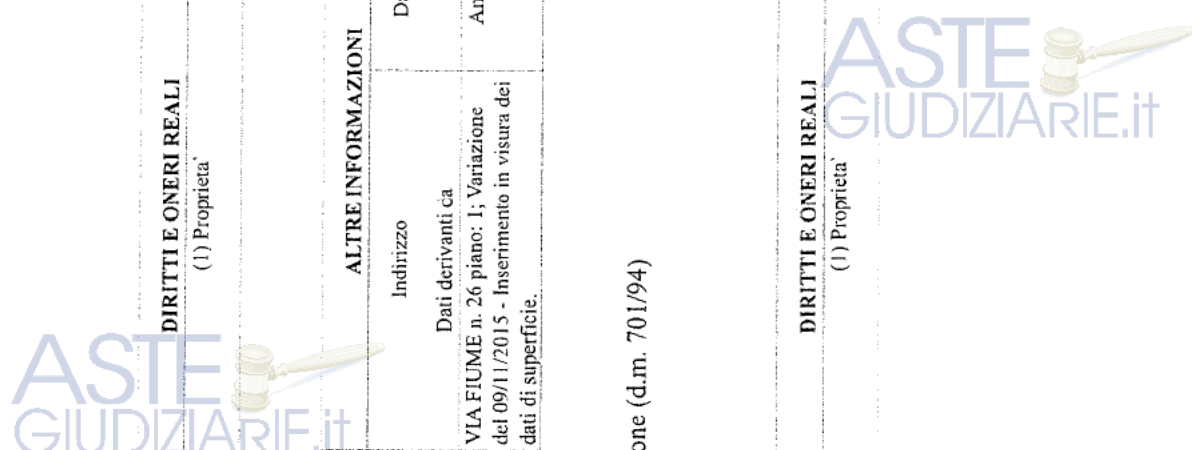 DIRITTI E ONERI REALI
(1) Proprieta`
ALTRE INFORMAZIONI
Indirizzo
Dati derivanti da
VIA FIUME n. 26 piano: 1; Variazione
del 09/11/2015 - Inserimento in visura dei
dati di superficie.
one (d.m. 701/94)
DIRITTI E ONERI REALI
(1) Proprieta`
ASTE
GIUDIZIARIE.it
ASTE
GIUDIZIARIE.it